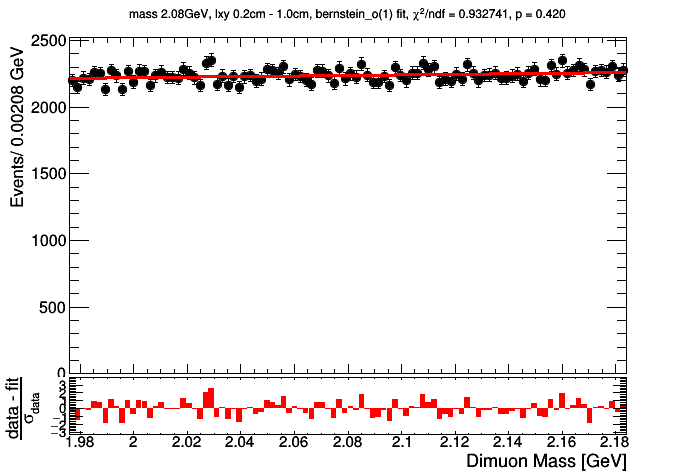 mass 2.08GeV, lxy 0.2cm - 1.0cm, bernstein_o(1) fit, χ²/ndf = 0.932741, p = 0.420
Events/ 0.00208 GeV
2500
2000
1500
1000
500
0
data - fit
σdata
3
2
1
0
−1
−2
−3
1.98 2 2.02 2.04 2.06 2.08 2.1 2.12 2.14 2.16 2.18
Dimuon Mass [GeV]